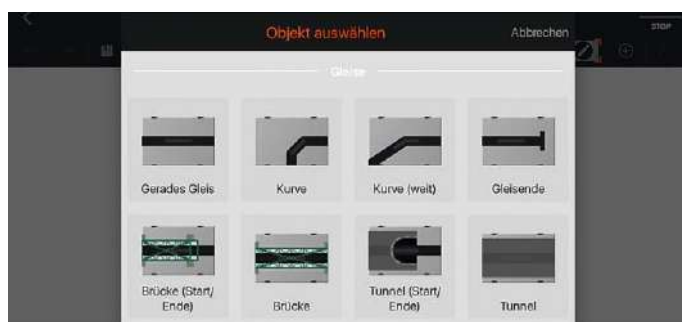 Objekt auswählen
Abbrechen
STOP
Gleise
Gerades Gleis
Kurve
Kurve (weit)
Gleisende
Brücke (Start/
Ende)
Brücke
Tunnel (Start/
Ende)
Tunnel